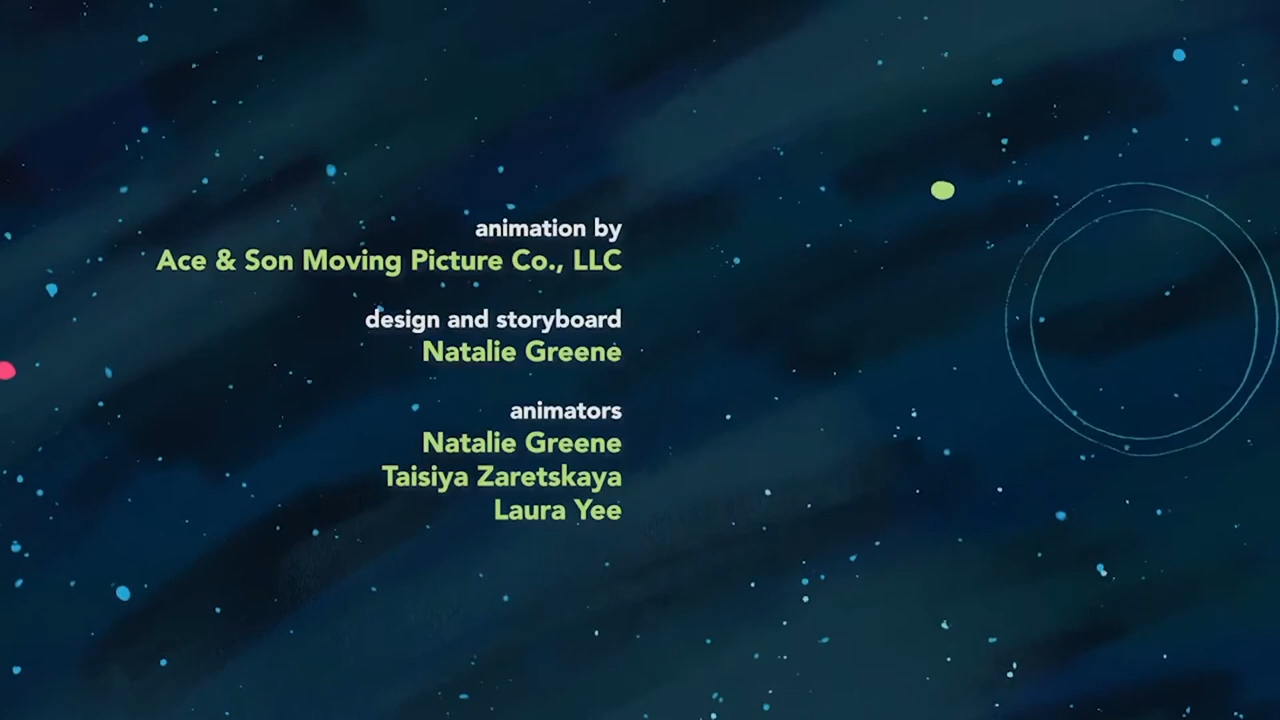 animation by
Ace & Son Moving Picture Co., LLC
design and storyboard
Natalie Greene
animators
Natalie Greene
Taisiya Zaretskaya
Laura Yee